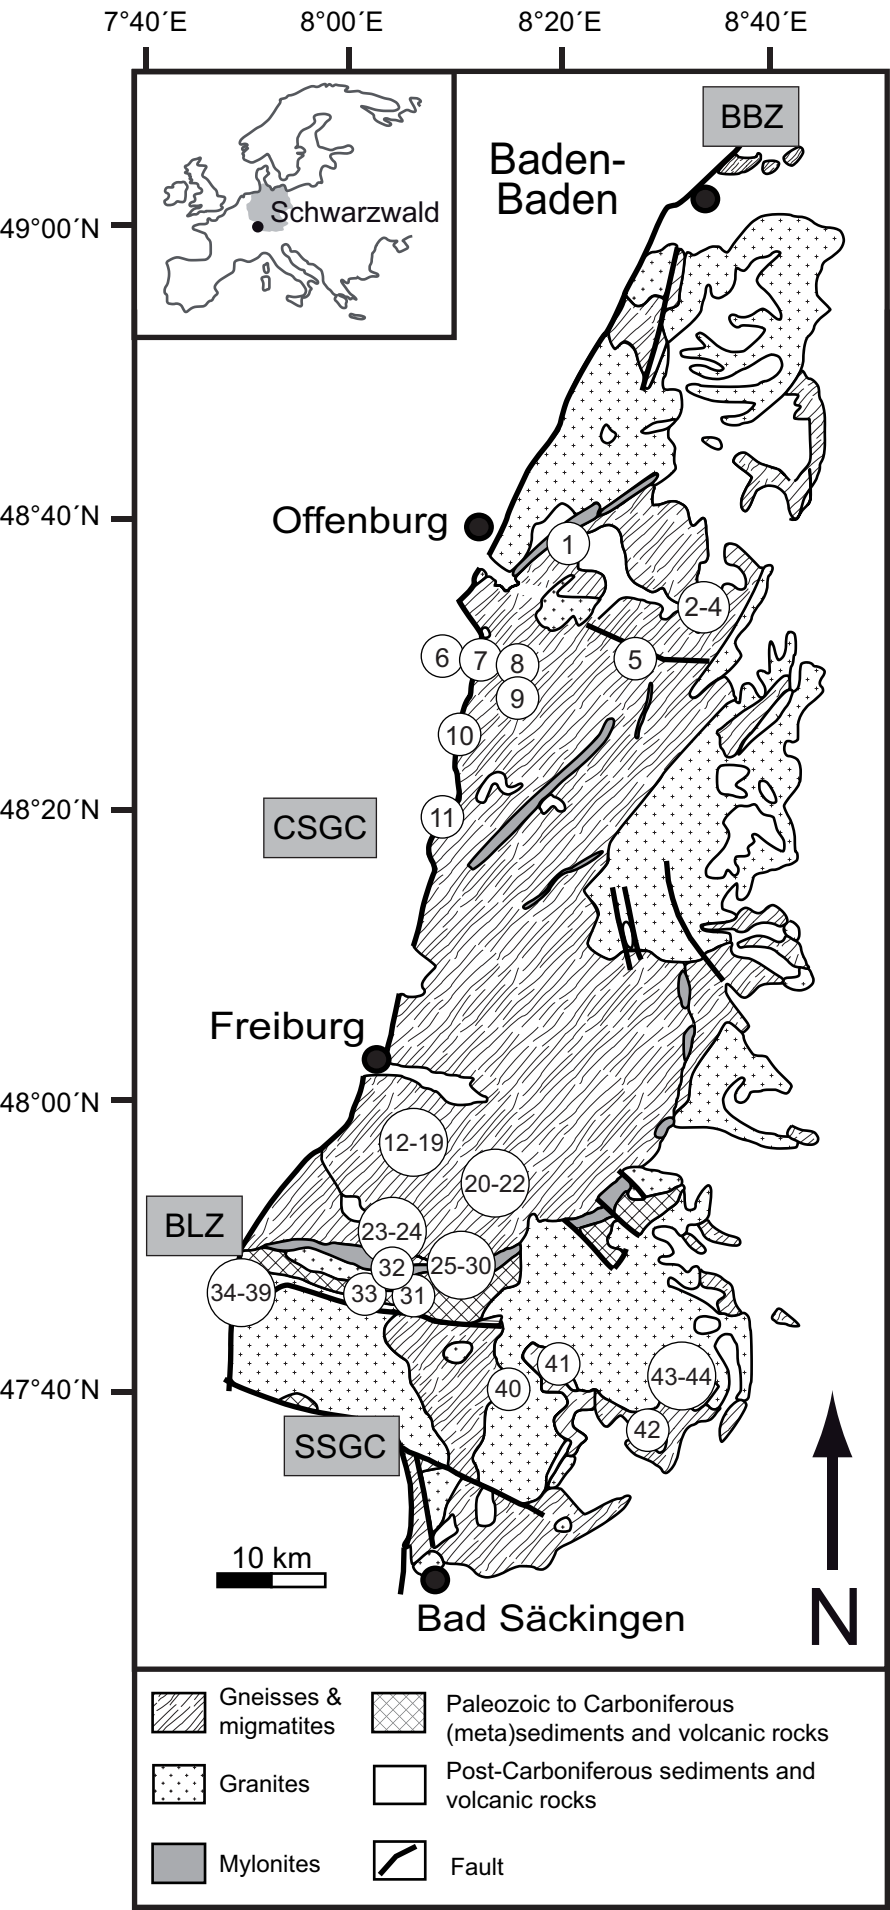 7°40´E
8°00´E
8°20´E
8°40´E
BBZ
Baden-
Baden
Schwarzwald
49°00´N
48°40´N
Offenburg
1
2-4
5
6
7
8
9
10
11
48°20´N
CSGC
Freiburg
48°00´N
12-19
20-22
BLZ
23-24
25-30
32
34-39
33
31
47°40´N
41
40
43-44
42
SSGC
10 km
Bad Säckingen
N
Gneisses &
migmatites
Paleozoic to Carboniferous
(meta)sediments and volcanic rocks
Granites
Post-Carboniferous sediments and
volcanic rocks
Mylonites
Fault